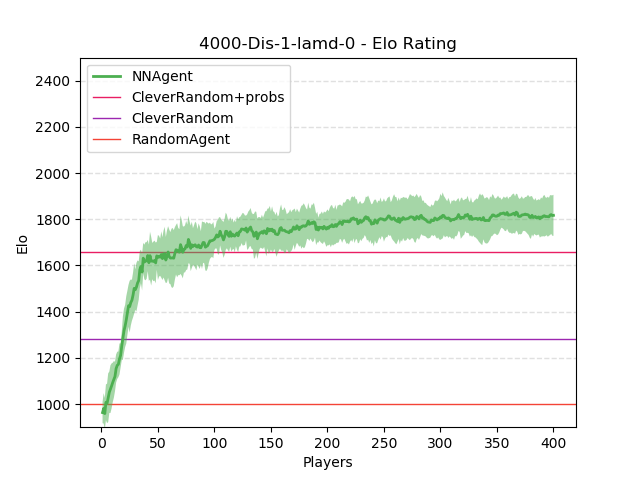 4000-Dis-1-lamd-0 - Elo Rating
NNAgent
CleverRandom+probs
CleverRandom
RandomAgent
2400
2200
2000
1800
1600
1400
1200
1000
Elo
0 50 100 150 200 250 300 350 400
Players